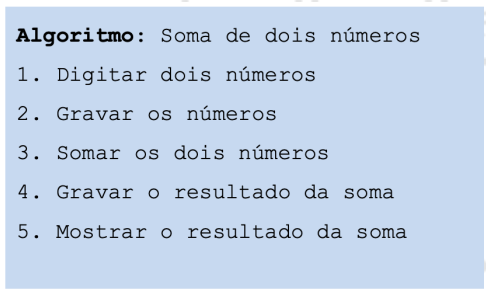 Algoritmo: Soma de dois números
1. Digitar dois números
2. Gravar os números
3. Somar os dois números
4. Gravar o resultado da soma
5. Mostrar o resultado da soma